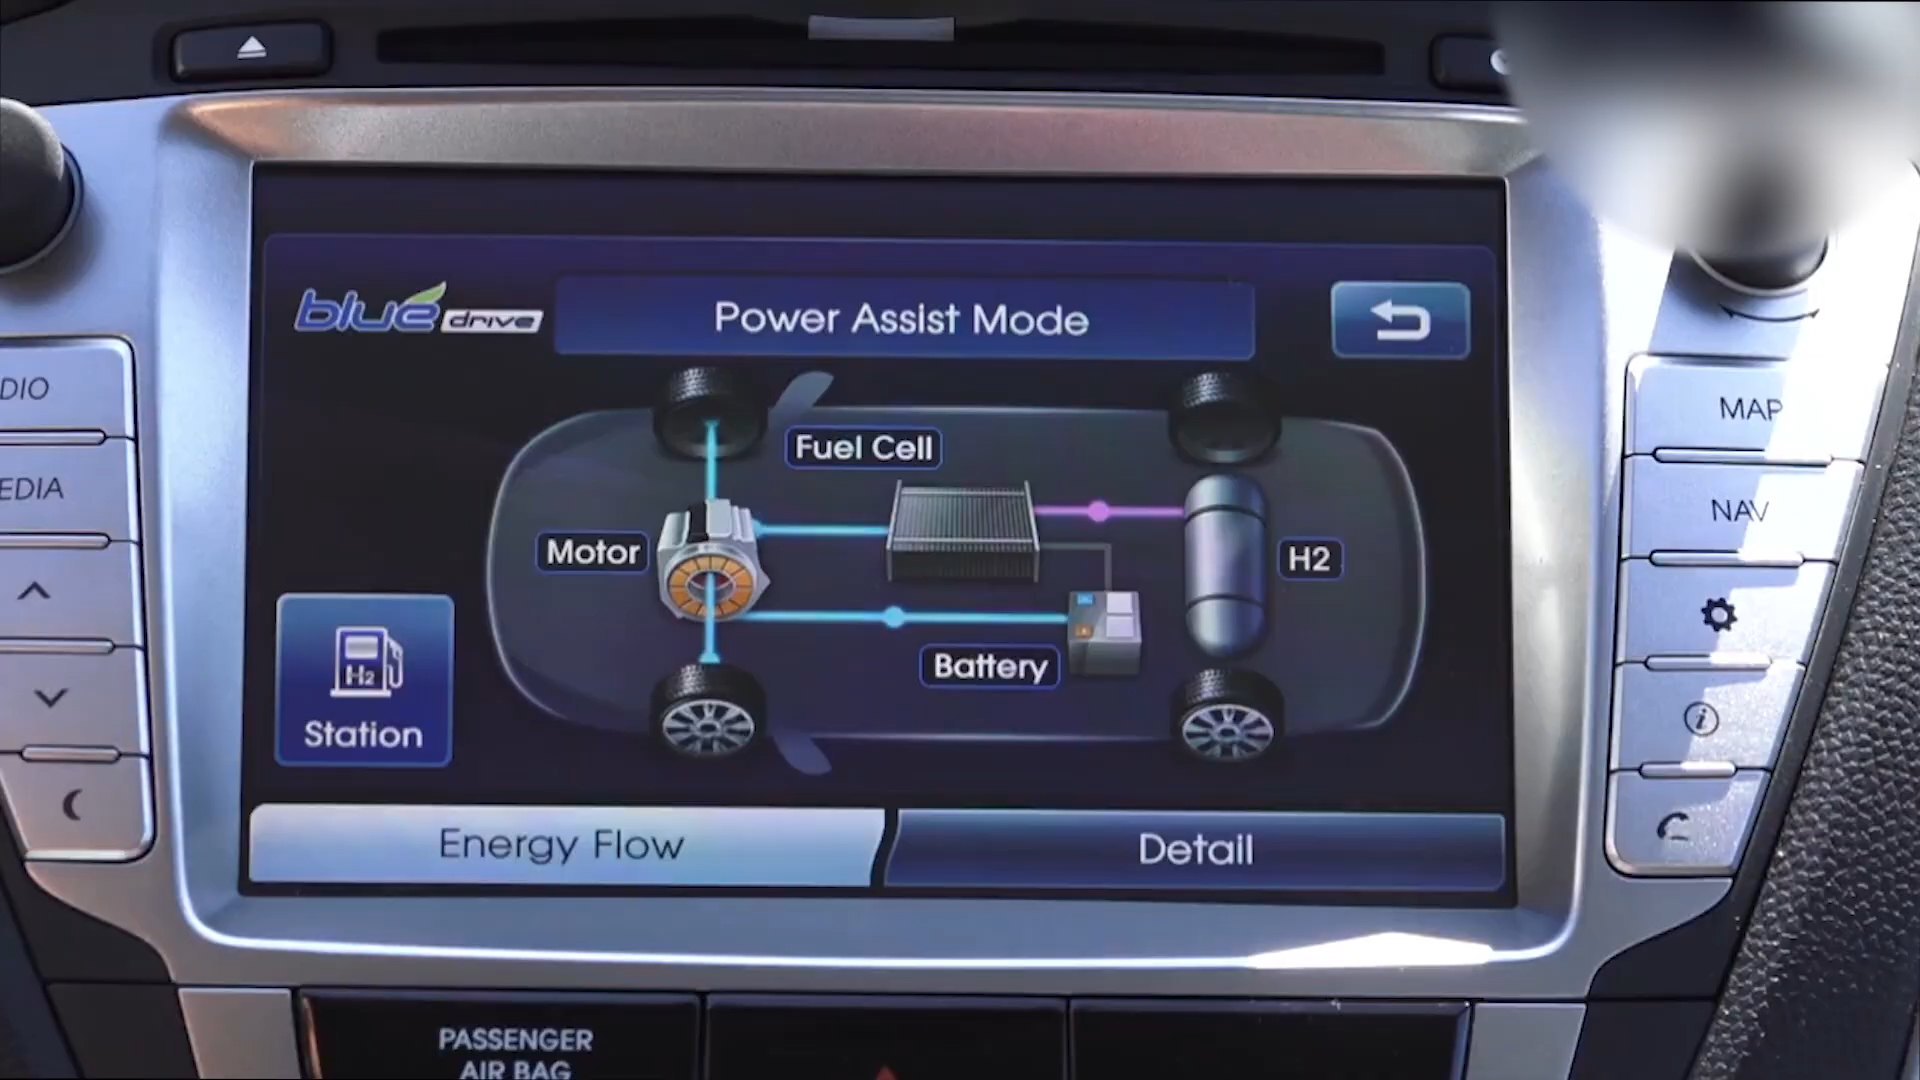 blue drive
Power Assist Mode
DIO
EDIA
Fuel Cell
Motor
H2
Battery
H2
Station
Energy Flow
Detail
MAP
NAV
PASSENGER
AIR BAG